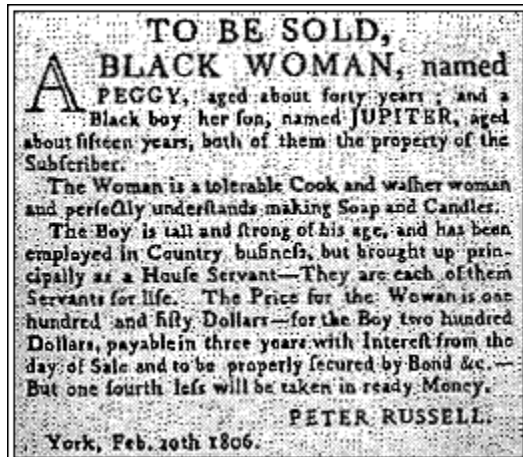 TO BE SOLD,
A BLACK WOMAN, named
PEGGY, aged about forty years ; and a
Black boy her ſon, named JUPITER, aged
about fifteen years, both of them the property of the
Subſcriber.
The Woman is a tolerable Cook and waſher woman
and perfectly underſtands making Soap and Candles.
The Boy is tall and ſtrong of his age, and has been
employed in Country buſineſs, but brought up prin-
cipally as a Houſe Servant—They are each of them
Servants for life. The Price for the Wowan is one
hundred and fifty Dollars—for the Boy two hundred
Dollars, payable in three years with Intereſt from the
day of Sale and to be properly ſecured by Bond &c.—
But one fourth leſs will be taken in ready Money.
PETER RUSSELL.
York, Feb. 10th 1806.